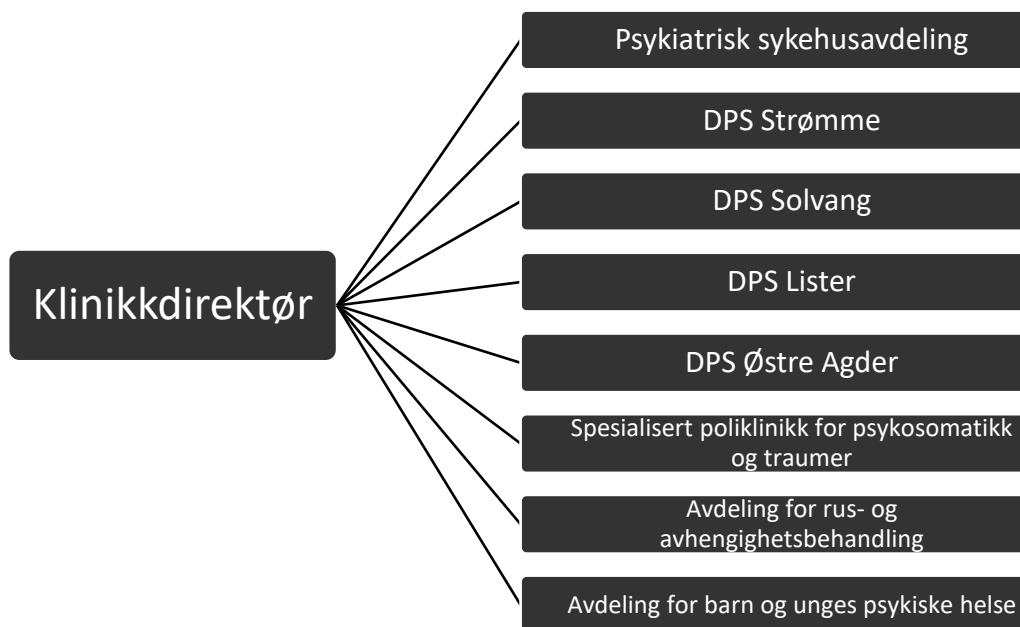 Psykiatrisk sykehusavdeling
DPS Strømme
DPS Solvang
Klinikkdirektør
DPS Lister
DPS Østre Agder
Spesialisert poliklinikk for psykosomatikk
og traumer
Avdeling for rus- og
avhengighetsbehandling
Avdeling for barn og unges psykiske helse